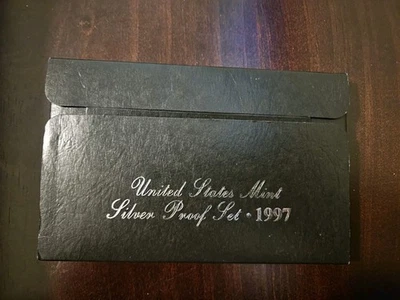 United States Mint
Silver Proof Set • 1997